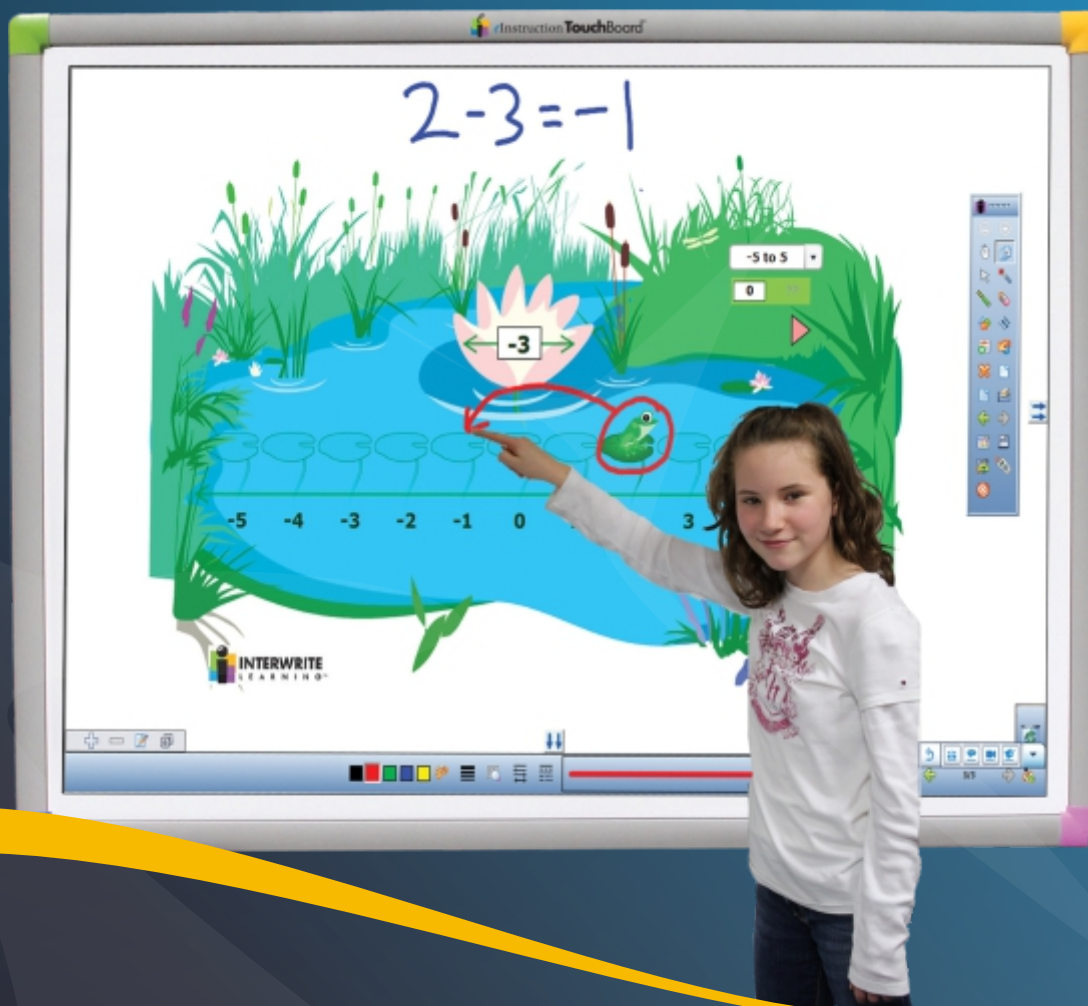 eInstruction TouchBoard
2-3=-1
-5 to 5
0
-3
-5 -4 -3 -2 -1 0 3
INTERWRITE
LEARNING